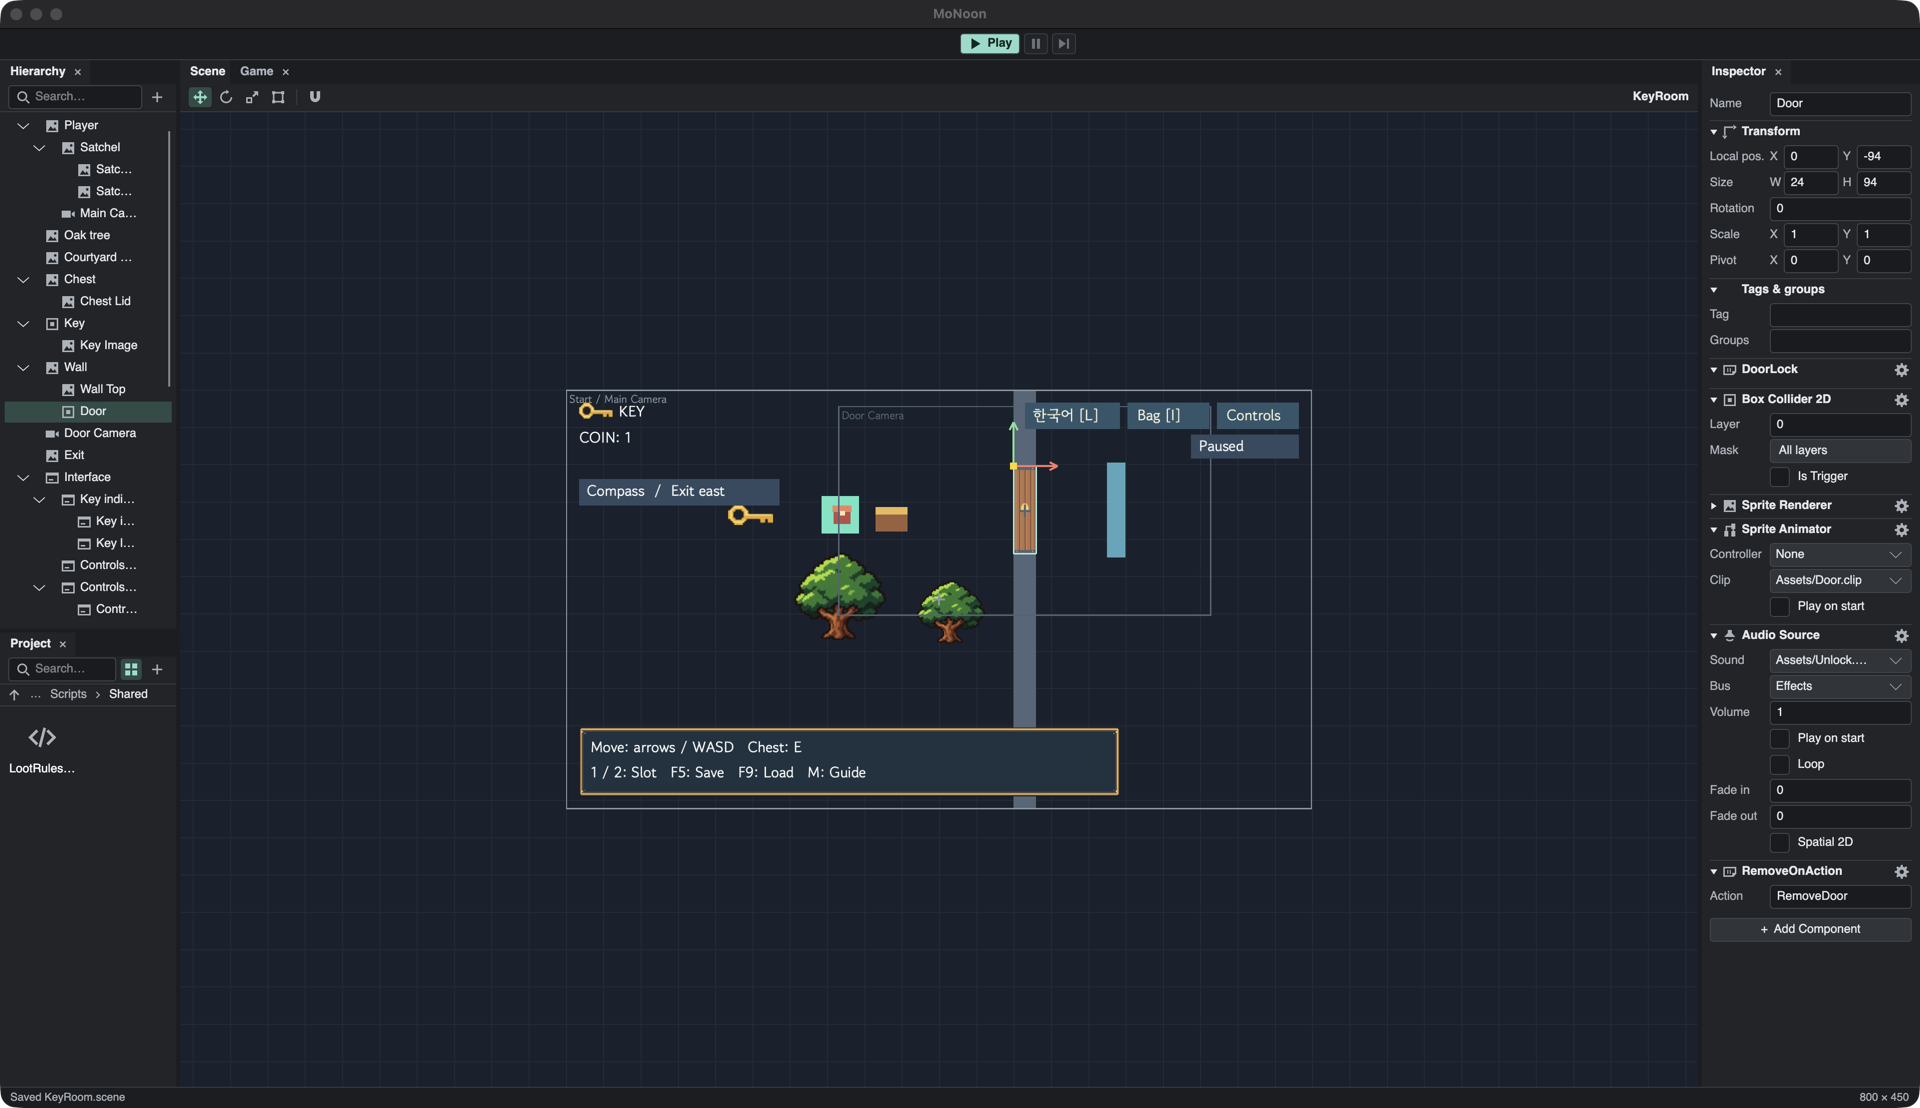 MoNoon
Play
Hierarchy
Search...
Player
Satchel
Satc...
Satc...
Main Ca...
Oak tree
Courtyard ...
Chest
Chest Lid
Key
Key Image
Wall
Wall Top
Door
Door Camera
Exit
Interface
Key indi...
Key i...
Key l...
Controls...
Controls...
Contr...
Project
Search...
... Scripts > Shared
LootRules...
Saved KeyRoom.scene
Scene Game
KeyRoom
Start / Main Camera
KEY
COIN: 1
Door Camera
한국어 [L] Bag [I] Controls
Paused
Compass / Exit east
Move: arrows / WASD Chest: E
1 / 2: Slot F5: Save F9: Load M: Guide
Inspector
Name Door
Transform
Local pos. X 0 Y -94
Size W 24 H 94
Rotation 0
Scale X 1 Y 1
Pivot X 0 Y 0
Tags & groups
Tag
Groups
DoorLock
Box Collider 2D
Layer 0
Mask All layers
Is Trigger
Sprite Renderer
Sprite Animator
Controller None
Clip Assets/Door.clip
Play on start
Audio Source
Sound Assets/Unlock....
Bus Effects
Volume 1
Play on start
Loop
Fade in 0
Fade out 0
Spatial 2D
RemoveOnAction
Action RemoveDoor
+ Add Component
800 × 450